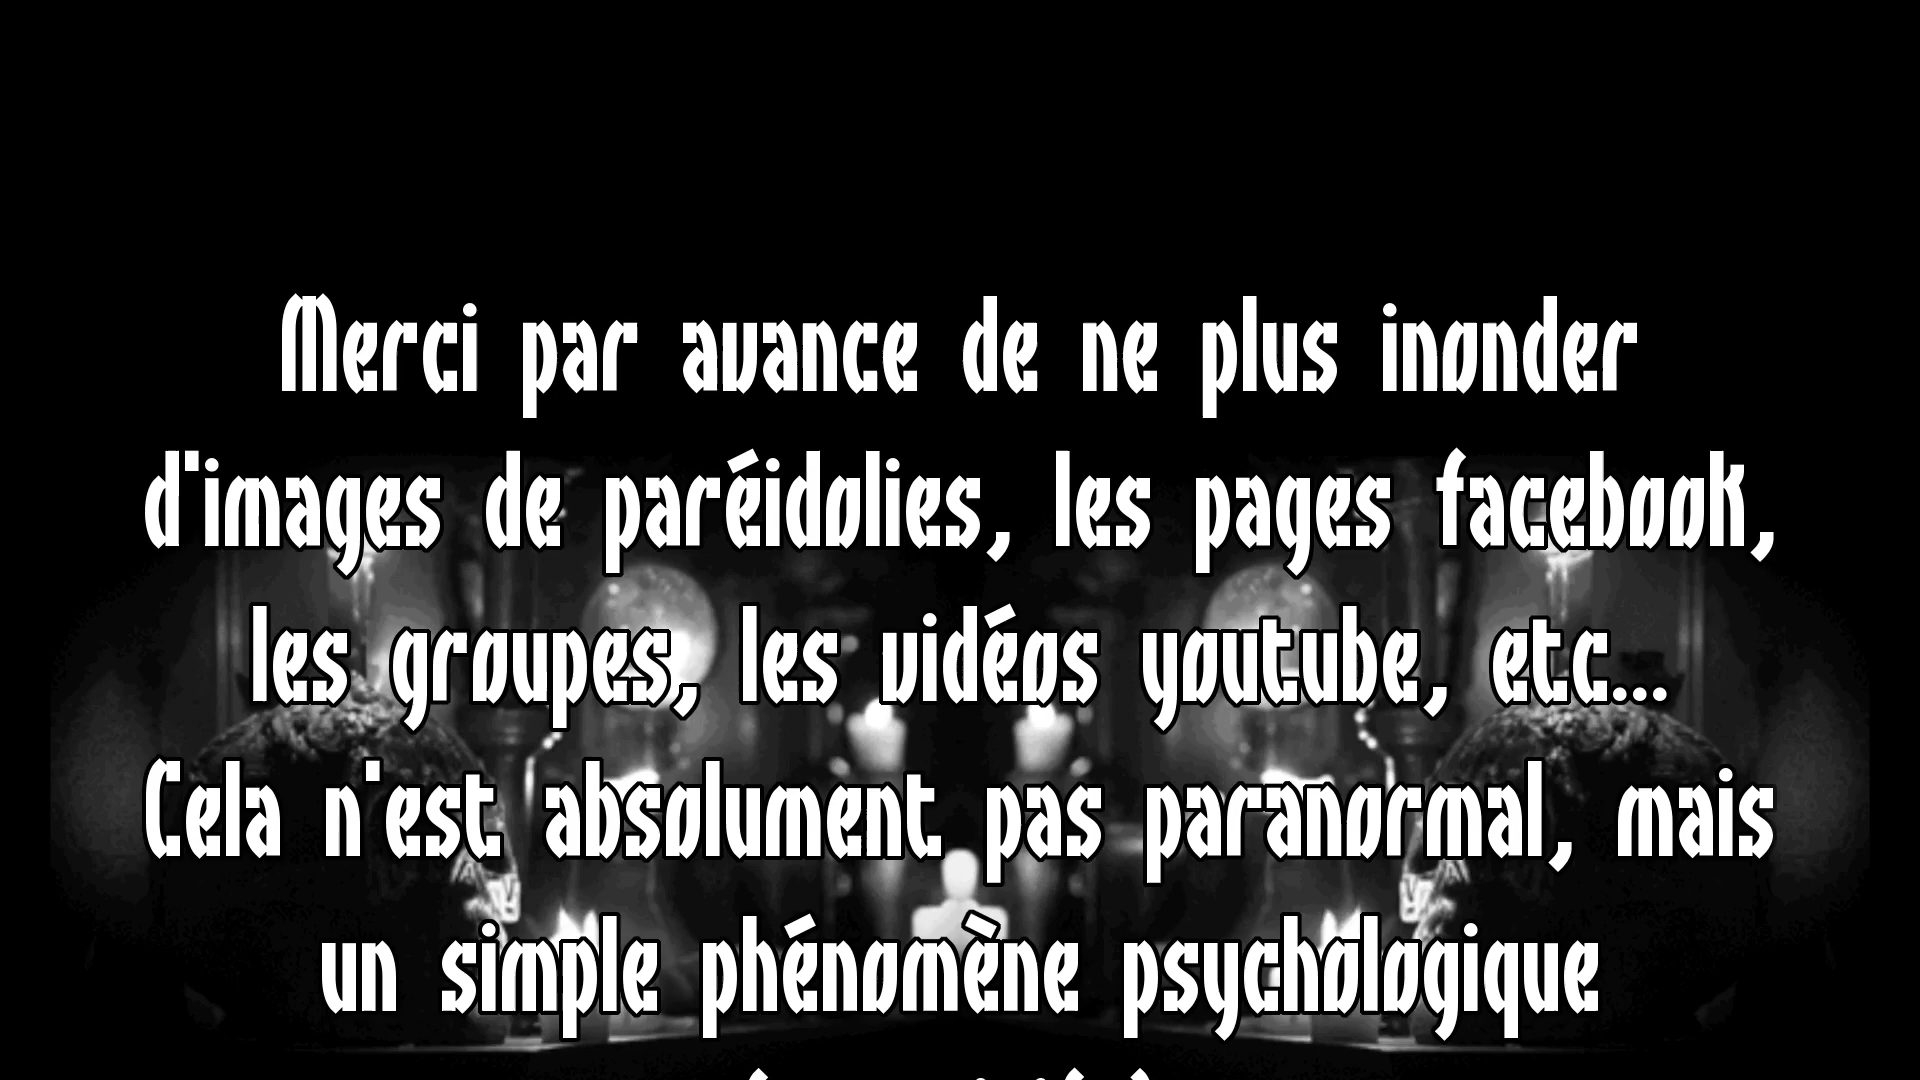 Merci par avance de ne plus inonder
d'images de paréidolies, les pages facebook,
les groupes, les vidéos youtube, etc...
Cela n'est absolument pas paranormal, mais
un simple phénomène psychologique